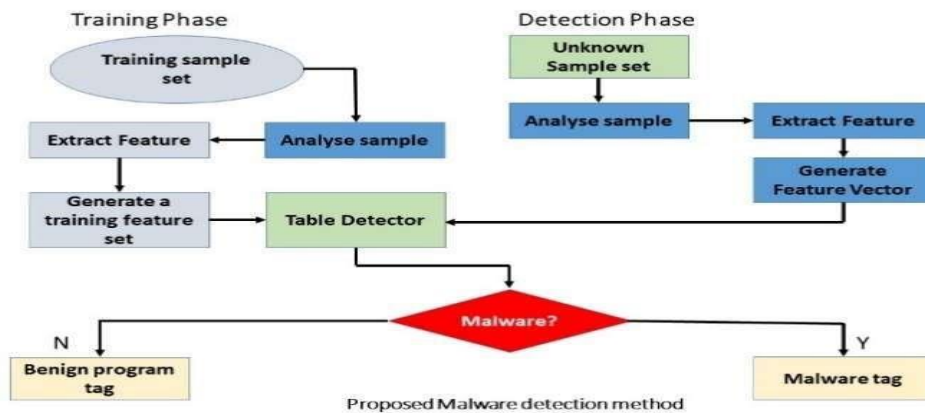 Training Phase
Detection Phase
Training sample
set
Unknown
Sample set
Extract Feature
Analyse sample
Analyse sample
Extract Feature
Generate a
training feature
set
Table Detector
Generate
Feature Vector
Malware?
N
Y
Benign program
tag
Malware tag
Proposed Malware detection method